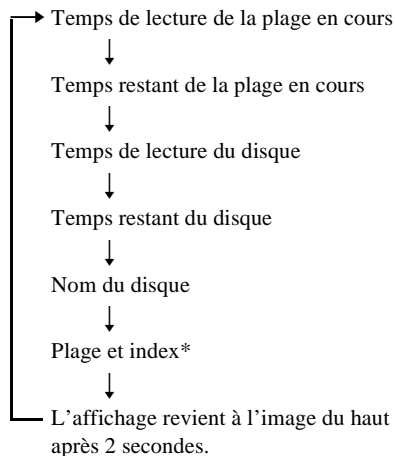 Temps de lecture de la plage en cours
Temps restant de la plage en cours
Temps de lecture du disque
Temps restant du disque
Nom du disque
Plage et index*
L’affichage revient à l’image du haut
après 2 secondes.